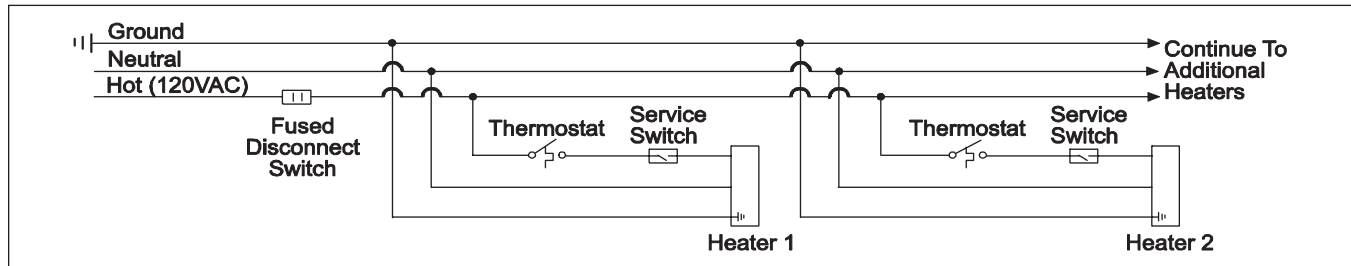 Ground
Neutral
Hot (120VAC)
Fused
Disconnect
Switch
Thermostat
Service
Switch
Heater 1
Thermostat
Service
Switch
Heater 2
Continue To
Additional
Heaters